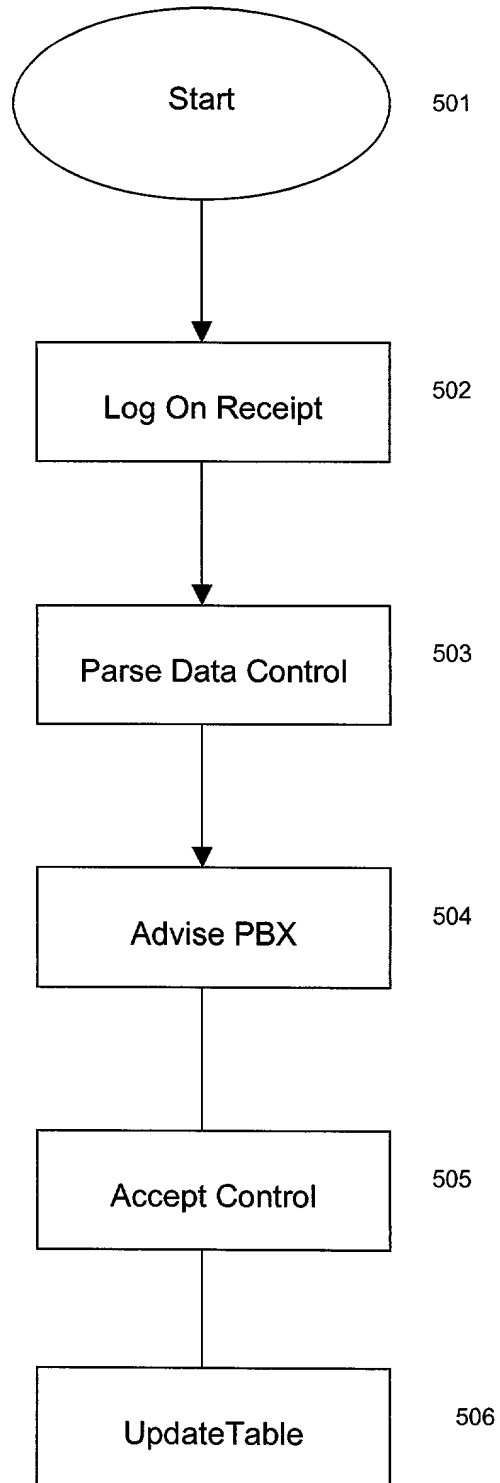 Start
501
Log On Receipt
502
Parse Data Control
503
Advise PBX
504
Accept Control
505
UpdateTable
506